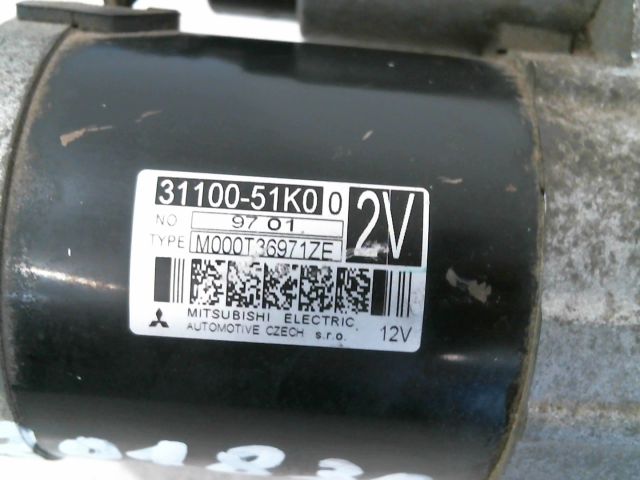 31100-51K0 0
2V
NO 97 01
TYPE M000T36971ZE
MITSUBISHI ELECTRIC
AUTOMOTIVE CZECH s.r.o.
12V